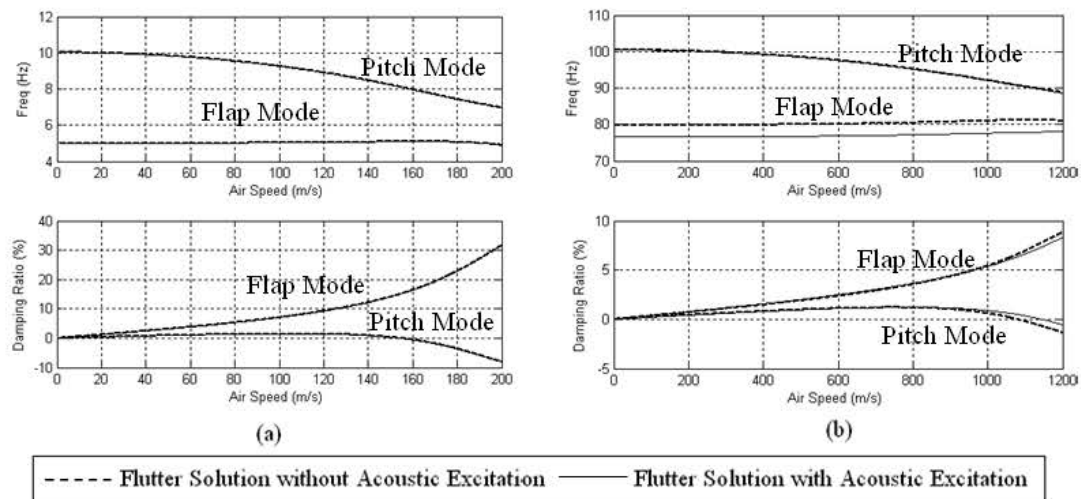 12
10
8
6
4
Freq (Hz)
Pitch Mode
Flap Mode
0 20 40 60 80 100 120 140 160 180 200
Air Speed (m/s)
40
30
20
10
0
-10
Damping Ratio (%)
Flap Mode
Pitch Mode
0 20 40 60 80 100 120 140 160 180 200
Air Speed (m/s)
(a)
110
100
90
80
70
Freq (Hz)
Pitch Mode
Flap Mode
0 200 400 600 800 1000 1200
Air Speed (m/s)
10
5
0
-5
Damping Ratio (%)
Flap Mode
Pitch Mode
0 200 400 600 800 1000 1200
Air Speed (m/s)
(b)
Flutter Solution without Acoustic Excitation Flutter Solution with Acoustic Excitation